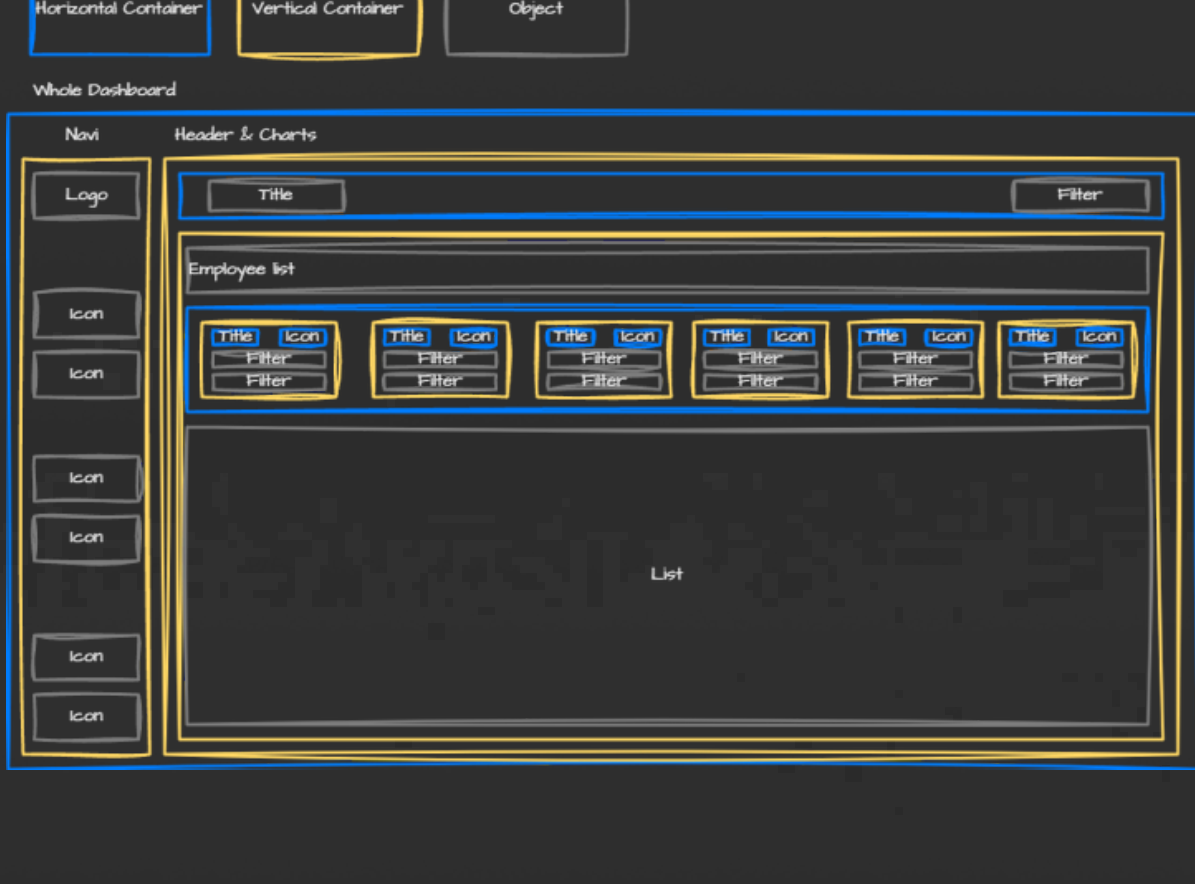 Horizontal Container
Vertical Container
Object
Whole Dashboard
Navi
Header & Charts
Logo
Title
Filter
Employee list
Icon
Icon
Icon
Icon
Icon
Icon
Title Icon
Filter
Filter
Title Icon
Filter
Filter
Title Icon
Filter
Filter
Title Icon
Filter
Filter
Title Icon
Filter
Filter
Title Icon
Filter
Filter
List